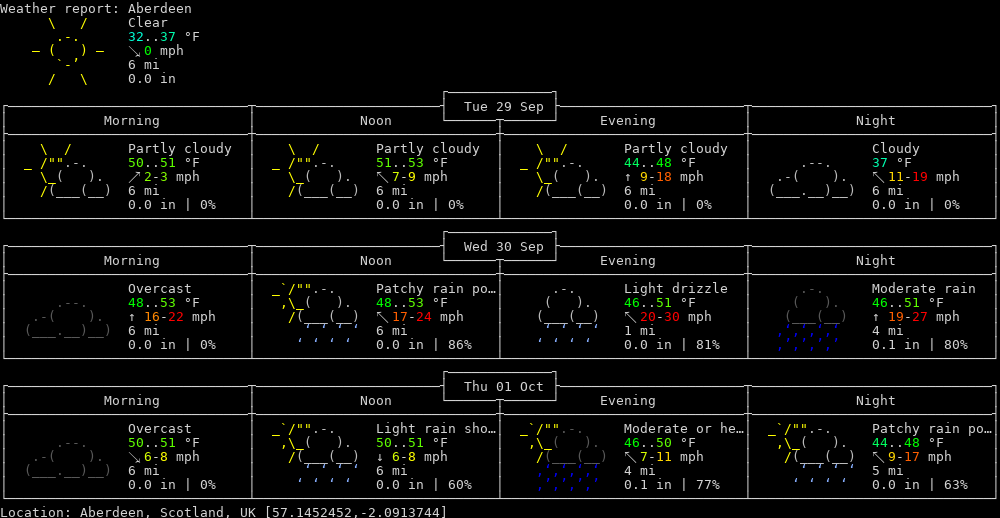 Weather report: Aberdeen
Clear
32..37 °F
↘ 0 mph
6 mi
0.0 in
Tue 29 Sep
Morning Noon Evening Night
Partly cloudy Partly cloudy Partly cloudy Cloudy
50..51 °F 51..53 °F 44..48 °F 37 °F
↗ 2-3 mph ↖ 7-9 mph ↑ 9-18 mph ↖ 11-19 mph
6 mi 6 mi 6 mi 6 mi
0.0 in | 0% 0.0 in | 0% 0.0 in | 0% 0.0 in | 0%
Wed 30 Sep
Morning Noon Evening Night
Overcast Patchy rain po… Light drizzle Moderate rain
48..53 °F 48..53 °F 46..51 °F 46..51 °F
↑ 16-22 mph ↖ 17-24 mph ↖ 20-30 mph ↑ 19-27 mph
6 mi 6 mi 1 mi 4 mi
0.0 in | 0% 0.0 in | 86% 0.0 in | 81% 0.1 in | 80%
Thu 01 Oct
Morning Noon Evening Night
Overcast Light rain sho… Moderate or he… Patchy rain po…
50..51 °F 50..51 °F 46..50 °F 44..48 °F
↘ 6-8 mph ↓ 6-8 mph ↖ 7-11 mph ↖ 9-17 mph
6 mi 6 mi 4 mi 5 mi
0.0 in | 0% 0.0 in | 60% 0.1 in | 77% 0.0 in | 63%
Location: Aberdeen, Scotland, UK [57.1452452,-2.0913744]